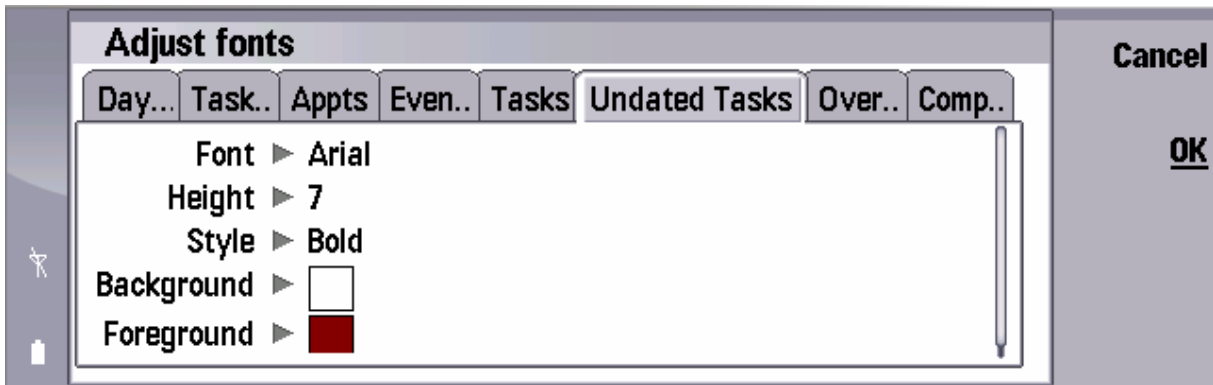 Adjust fonts
Cancel
Day... Task.. Appts Even.. Tasks Undated Tasks Over.. Comp..
Font Arial
OK
Height 7
Style Bold
Background
Foreground